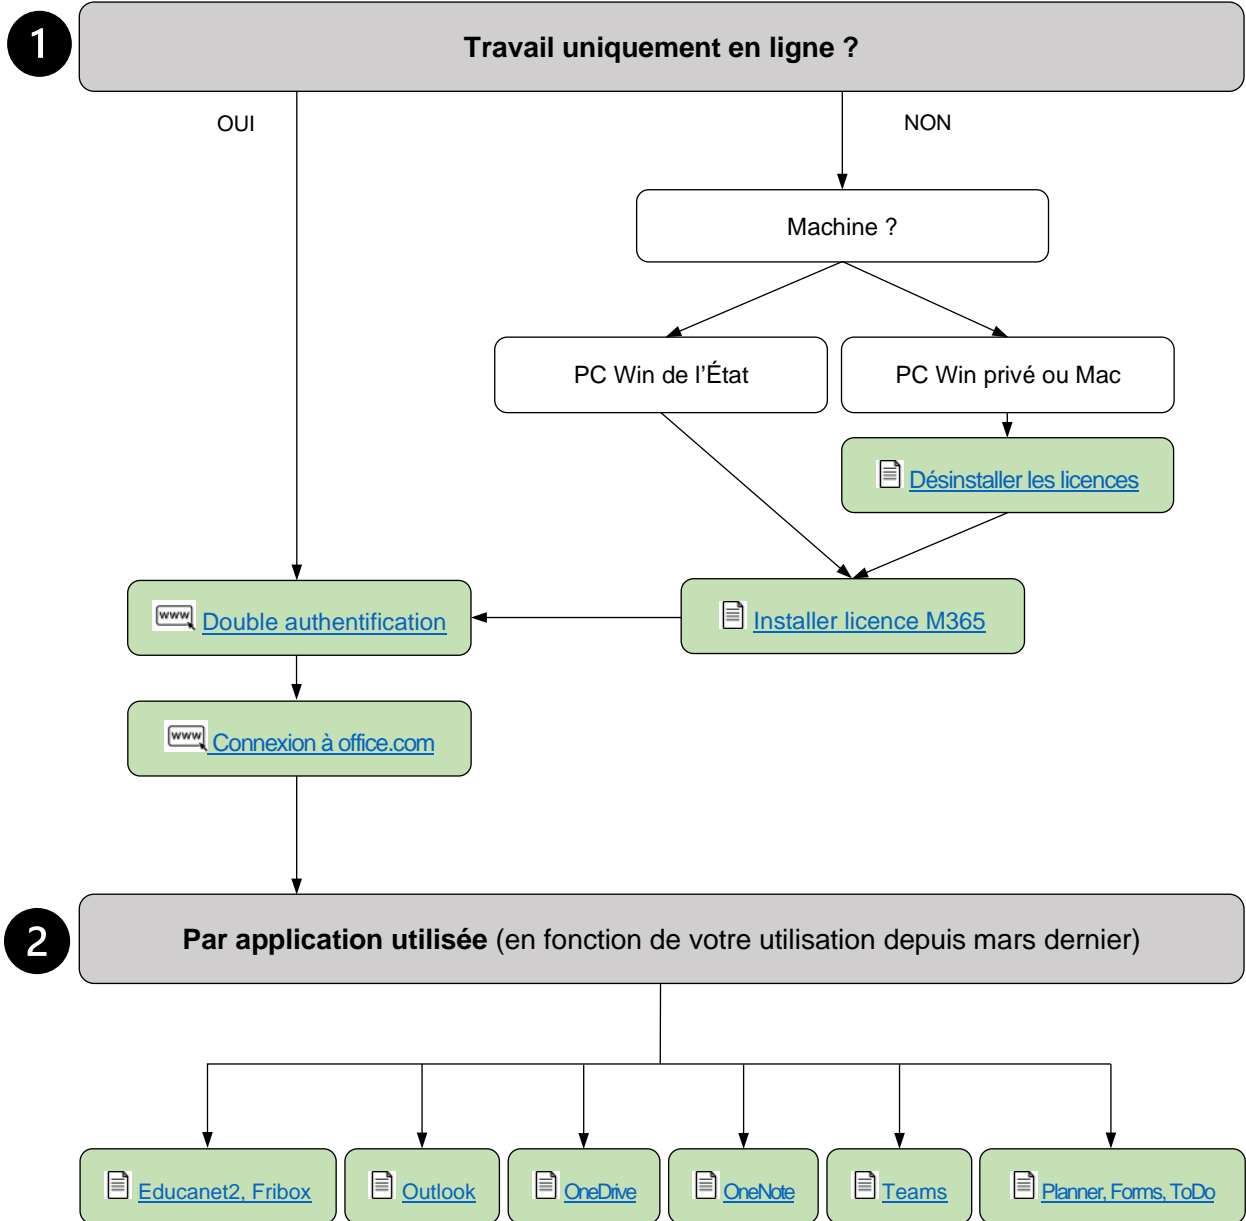 1
Travail uniquement en ligne ?
OUI
NON
Machine ?
PC Win de l'État
PC Win privé ou Mac
Désinstaller les licences
www
Double authentification
Installer licence M365
www
Connexion à office.com
2
Par application utilisée (en fonction de votre utilisation depuis mars dernier)
Educanet2, Fribox
Outlook
OneDrive
OneNote
Teams
Planner, Forms, ToDo